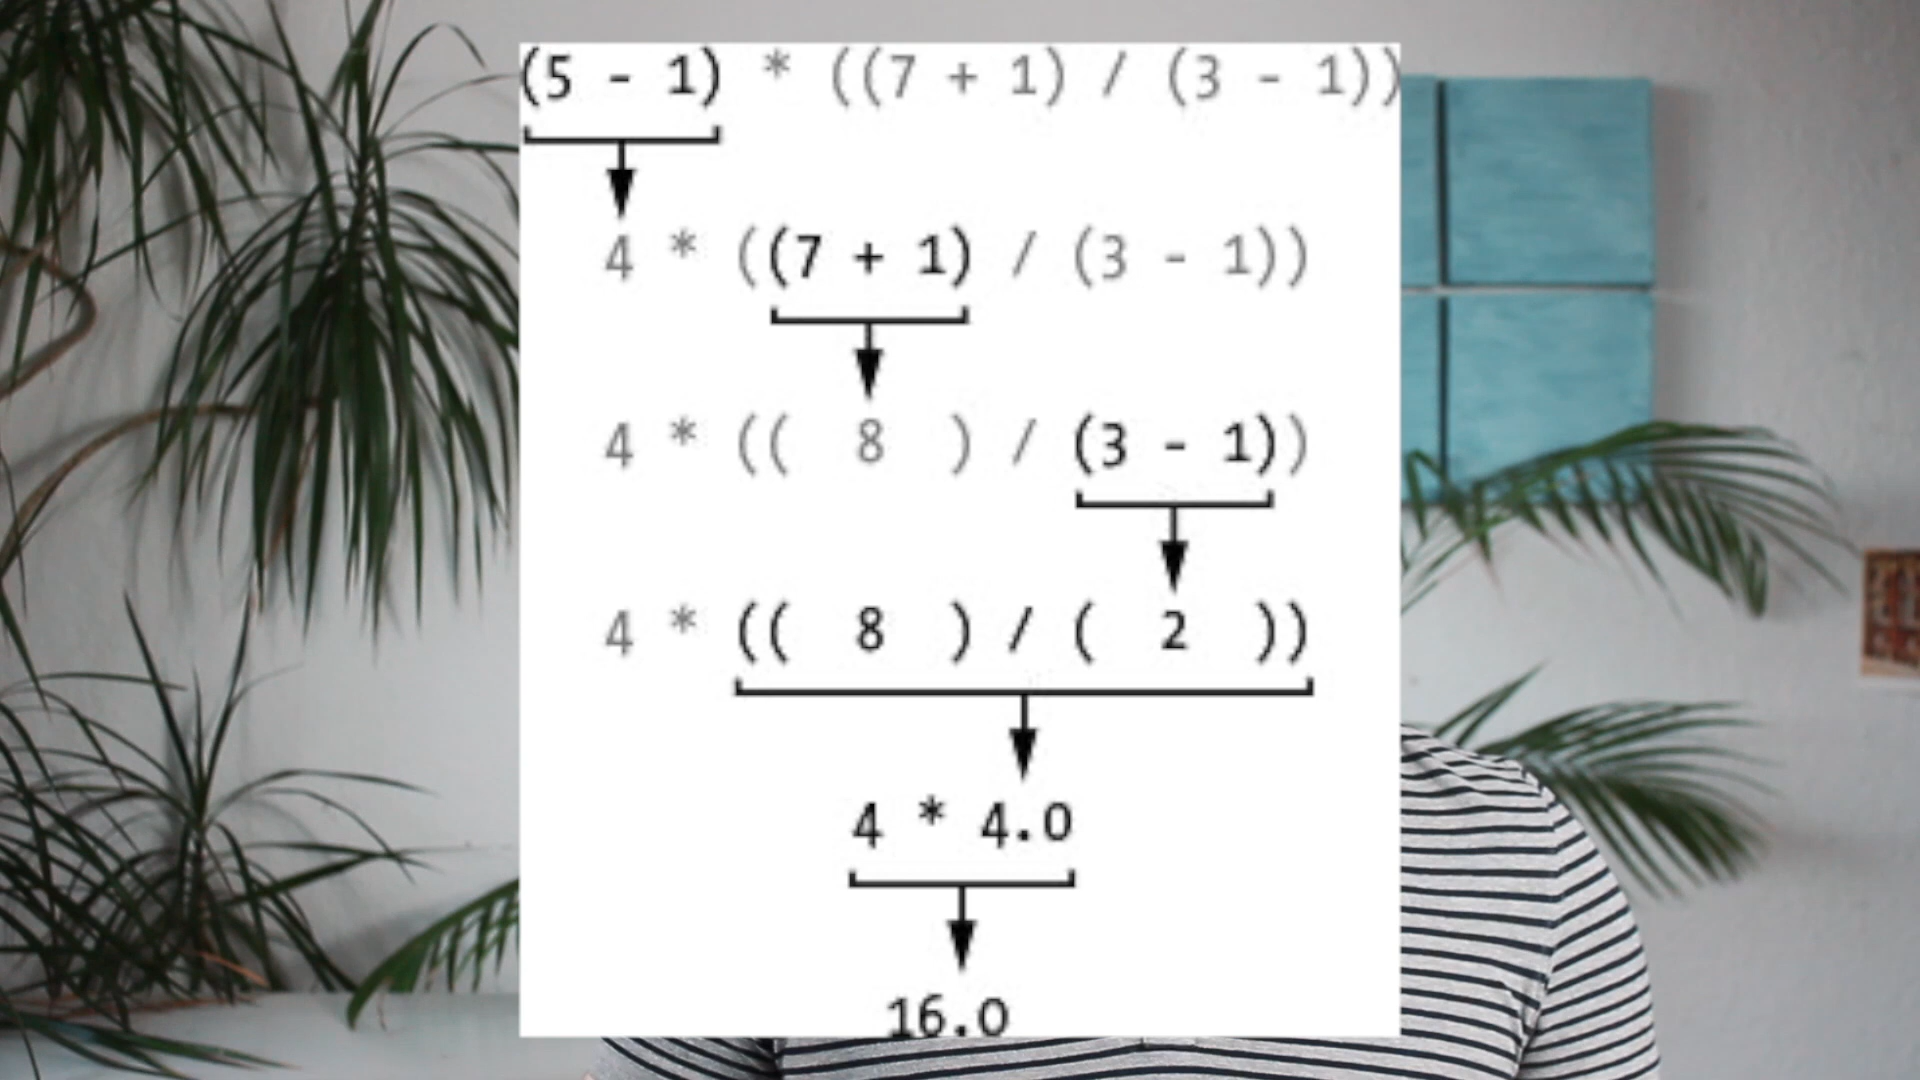 (5 - 1) * ((7 + 1) / (3 - 1))
4 * ((7 + 1) / (3 - 1))
4 * (( 8 ) / (3 - 1))
4 * (( 8 ) / ( 2 ))
4 * 4.0
16.0